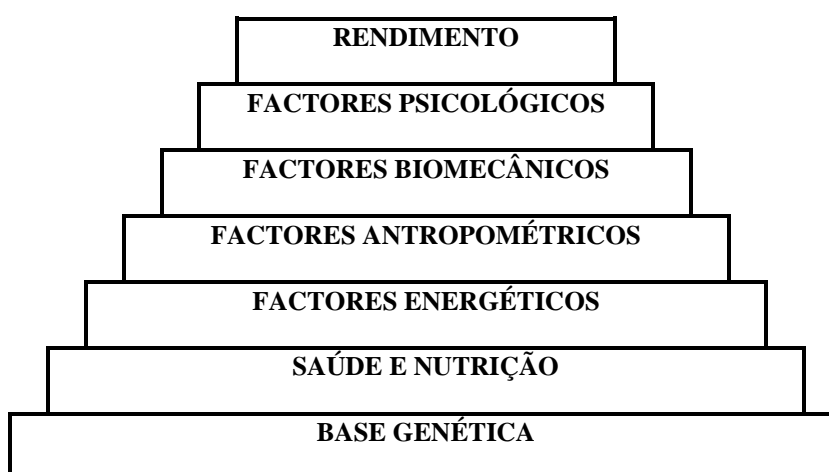 RENDIMENTO
FACTORES PSICOLÓGICOS
FACTORES BIOMECÂNICOS
FACTORES ANTROPOMÉTRICOS
FACTORES ENERGÉTICOS
SAÚDE E NUTRIÇÃO
BASE GENÉTICA